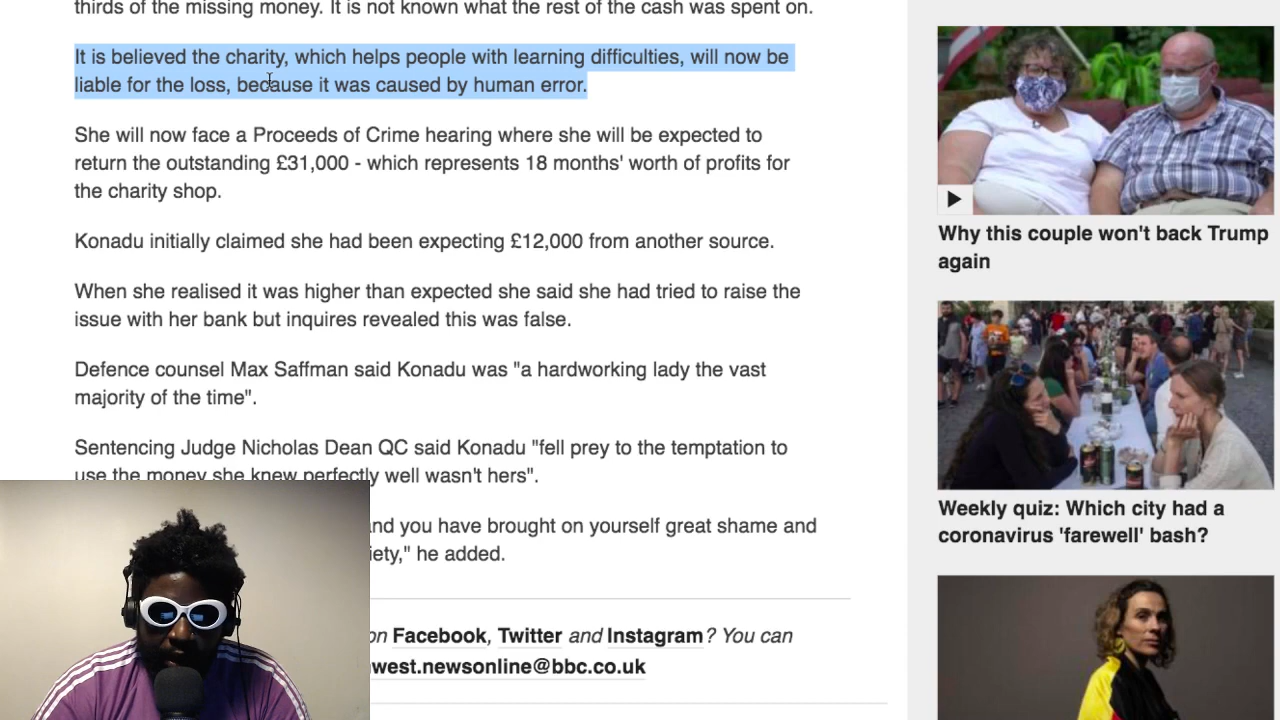 thirds of the missing money. It is not known what the rest of the cash was spent on.
It is believed the charity, which helps people with learning difficulties, will now be
liable for the loss, because it was caused by human error.
She will now face a Proceeds of Crime hearing where she will be expected to
return the outstanding £31,000 - which represents 18 months' worth of profits for
the charity shop.
Konadu initially claimed she had been expecting £12,000 from another source.
When she realised it was higher than expected she said she had tried to raise the
issue with her bank but inquires revealed this was false.
Defence counsel Max Saffman said Konadu was "a hardworking lady the vast
majority of the time".
Sentencing Judge Nicholas Dean QC said Konadu "fell prey to the temptation to
use the money she knew perfectly well wasn't hers".
and you have brought on yourself great shame and
iety," he added.
on Facebook, Twitter and Instagram? You can
west.newsonline@bbc.co.uk
Why this couple won't back Trump
again
Weekly quiz: Which city had a
coronavirus 'farewell' bash?